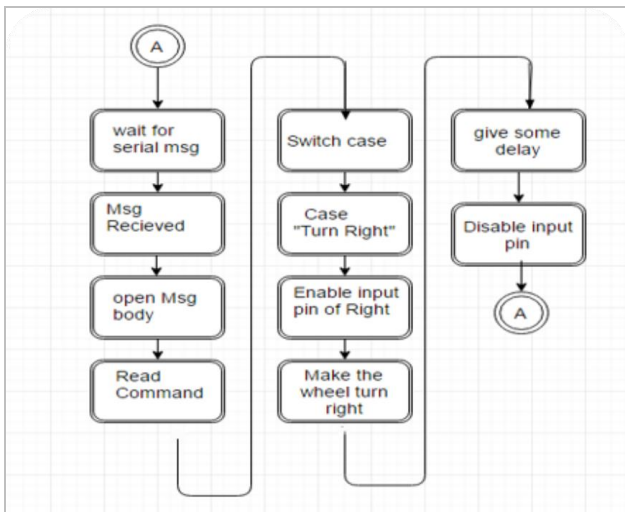 A
wait for
serial msg
Msg
Recieved
open Msg
body
Read
Command
Switch case
Case
"Turn Right"
Enable input
pin of Right
Make the
wheel turn
right
give some
delay
Disable input
pin
A